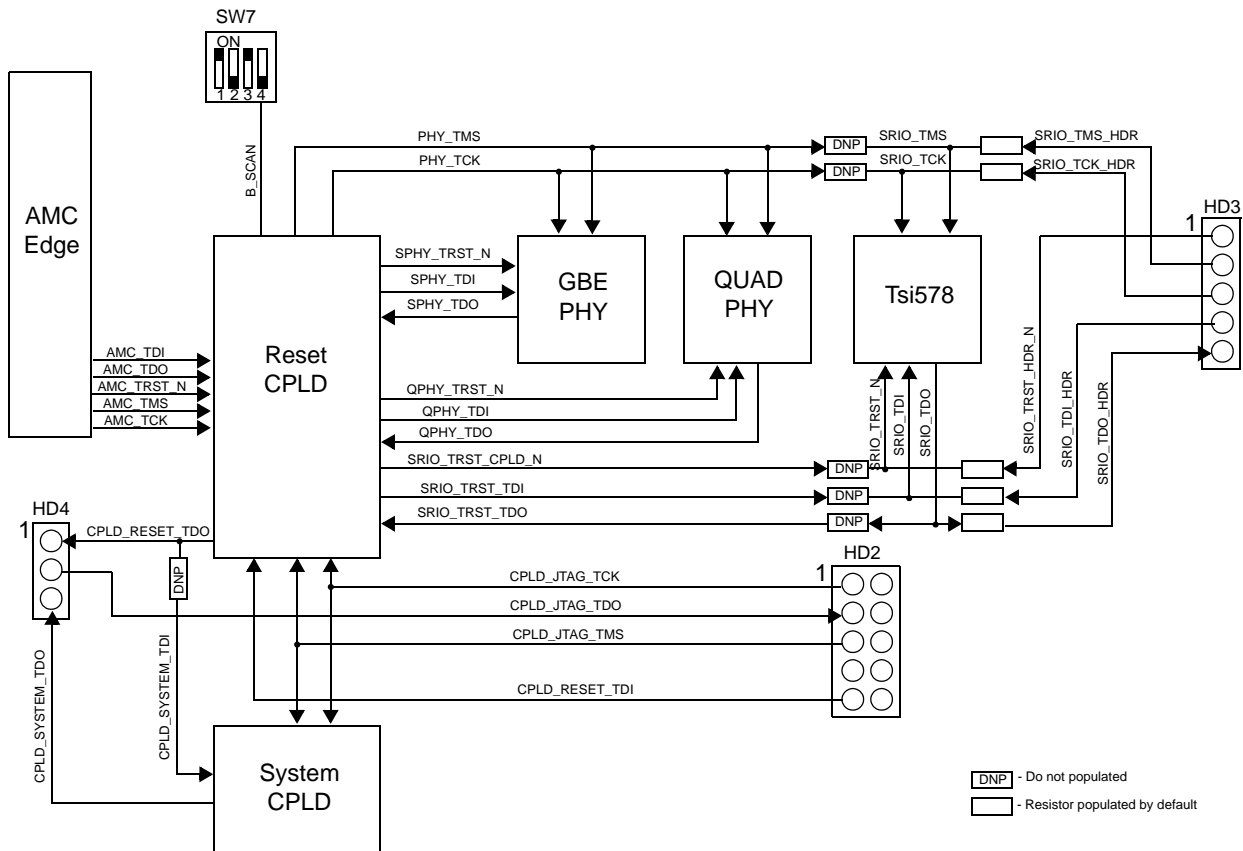 SW7
ON
1 2 3 4
B_SCAN
AMC
Edge
PHY_TMS
PHY_TCK
DNP
DNP
SRIO_TMS
SRIO_TCK
SRIO_TMS_HDR
SRIO_TCK_HDR
HD3
1
Reset
CPLD
SPHY_TRST_N
SPHY_TDI
SPHY_TDO
GBE
PHY
QUAD
PHY
Tsi578
AMC_TDI
AMC_TDO
AMC_TRST_N
AMC_TMS
AMC_TCK
QPHY_TRST_N
QPHY_TDI
QPHY_TDO
SRIO_TRST_CPLD_N
SRIO_TRST_TDI
SRIO_TRST_TDO
DNP
DNP
DNP
SRIO_TRST_N
SRIO_TDI
SRIO_TDO
SRIO_TRST_HDR_N
SRIO_TDI_HDR
SRIO_TDO_HDR
HD4
1
CPLD_RESET_TDO
DNP
CPLD_SYSTEM_TDO
CPLD_SYSTEM_TDI
HD2
1
CPLD_JTAG_TCK
CPLD_JTAG_TDO
CPLD_JTAG_TMS
CPLD_RESET_TDI
System
CPLD
DNP - Do not populated
- Resistor populated by default